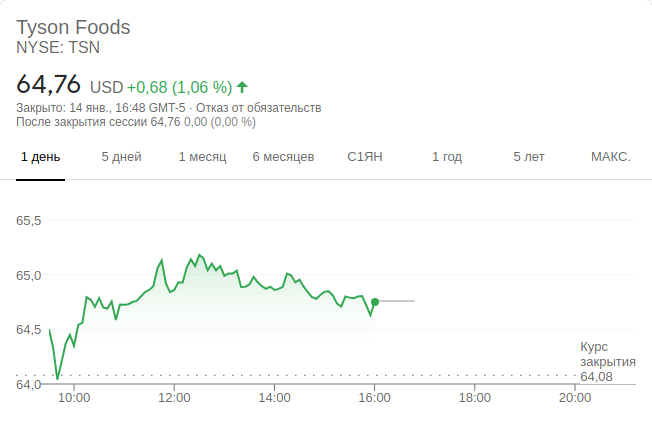 Tyson Foods
NYSE: TSN
64,76 USD +0,68 (1,06 %)
Закрыто: 14 янв., 16:48 GMT-5 · Отказ от обязательств
После закрытия сессии 64,76 0,00 (0,00 %)
1 день 5 дней 1 месяц 6 месяцев С1ЯН 1 год 5 лет МАКС.
65,5
65,0
64,5
Курс
закрытия
64,08
64,0
10:00 12:00 14:00 16:00 18:00 20:00